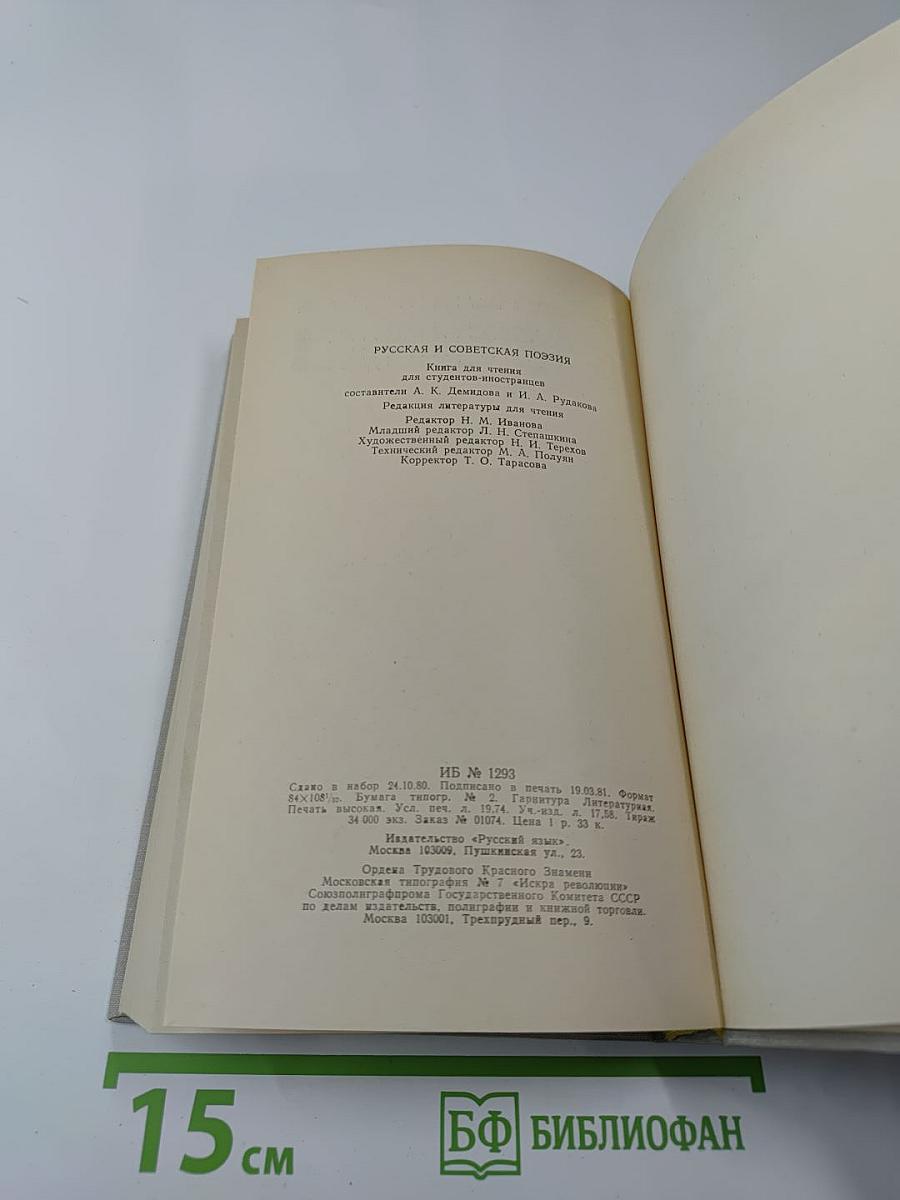 РУССКАЯ И СОВЕТСКАЯ ПОЭЗИЯ
Книга для чтения
для студентов-иностранцев
составители А. К. Демидова и И. А. Рудакова
Редакция литературы для чтения
Редактор Н. М. Иванова
Младший редактор Л. Н. Степашкина
Художественный редактор Н. И. Терехов
Технический редактор М. А. Полуян
Корректор Т. О. Тарасова
ИБ № 1293
Сдано в набор 24.10.80. Подписано в печать 19.03.81. Формат
84×108¹/₃₂. Бумага типогр. № 2. Гарнитура Литературная.
Печать высокая. Усл. печ. л. 19,74. Уч.-изд. л. 17,58. Тираж
34 000 экз. Заказ № 01074. Цена 1 р. 33 к.
Издательство «Русский язык».
Москва 103009, Пушкинская ул., 23.
Ордена Трудового Красного Знамени
Московская типография № 7 «Искра революции»
Союзполиграфпрома Государственного Комитета СССР
по делам издательств, полиграфии и книжной торговли.
Москва 103001, Трехпрудный пер., 9.
15 см
БФ БИБЛИОФАН